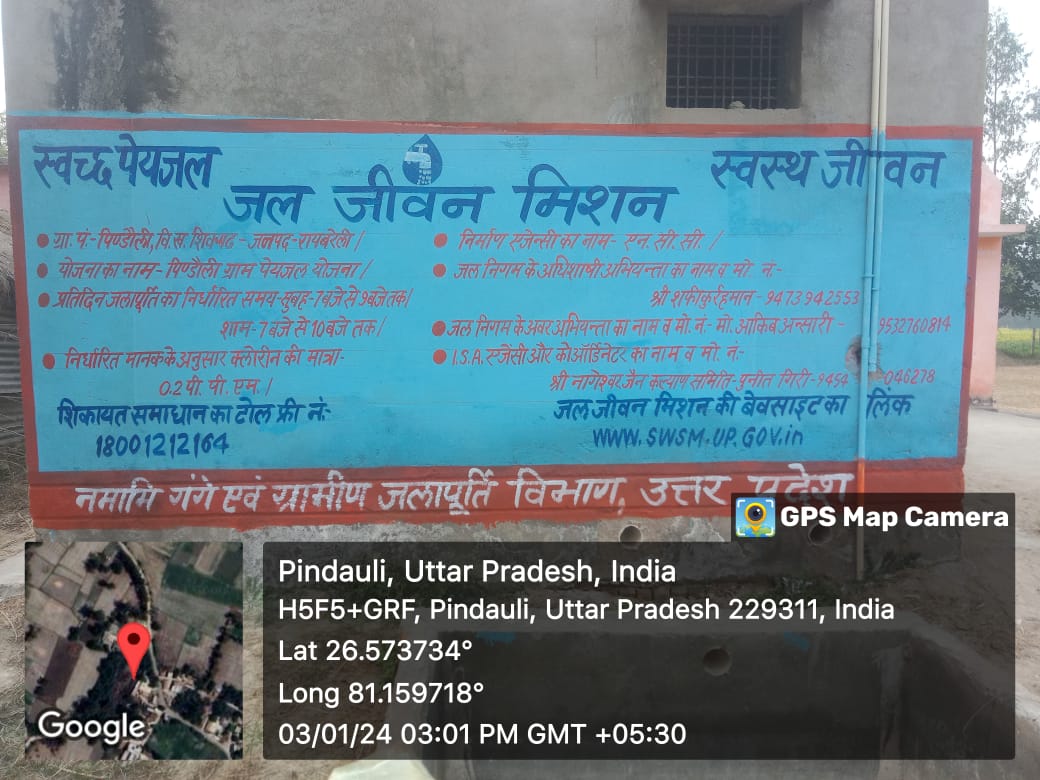 स्वच्छ पेयजल
स्वस्थ जीवन
जल जीवन मिशन
ग्रा. पं.- पिण्डौली, वि.स. शिवगढ - जनपद - रायबरेली /
योजना का नाम - पिण्डौली ग्राम पेयजल योजना /
प्रतिदिन जलापूर्ति का निर्धारित समय - सुबह - 7 बजे से 9 बजे तक /
शाम - 7 बजे से 10 बजे तक /
निर्धारित मानक के अनुसार क्लोरीन की मात्रा -
0.2 पी. पी. एम. /
शिकायत समाधान का टोल फ्री नं:-
18001212164
निर्माण एजेन्सी का नाम - एन. सी. सी. /
जल निगम के अधिशाषी अभियन्ता का नाम व मो. नं:-
श्री शफीकुर्रहमान - 9473942553
जल निगम के अवर अभियन्ता का नाम व मो. नं:- मो. आकिब अन्सारी - 9532760814
I.S.A. एजेंसी और कोऑर्डिनेटर का नाम व मो. नं:-
श्री नागेश्वर जैन कल्याण समिति - पुनीत गिरी - 9454046278
जल जीवन मिशन की बेवसाइट का लिंक
WWW.SWSM.UP.GOV.in
नमामि गंगे एवं ग्रामीण जलापूर्ति विभाग, उत्तर प्रदेश
GPS Map Camera
Pindauli, Uttar Pradesh, India
H5F5+GRF, Pindauli, Uttar Pradesh 229311, India
Lat 26.573734°
Long 81.159718°
03/01/24 03:01 PM GMT +05:30
Google